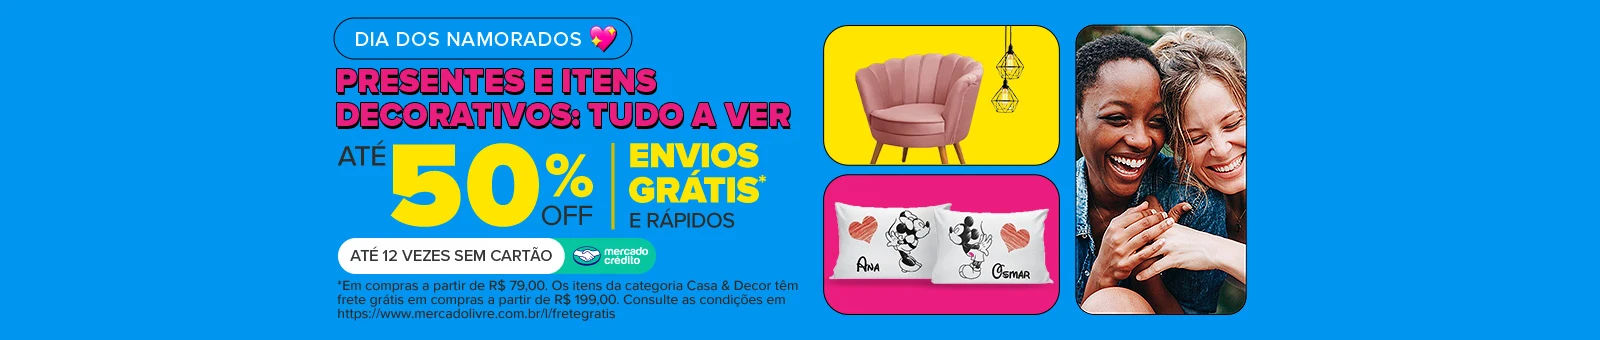 DIA DOS NAMORADOS
PRESENTES E ITENS
DECORATIVOS: TUDO A VER
ATÉ 50% OFF
ENVIOS
GRÁTIS*
E RÁPIDOS
ATÉ 12 VEZES SEM CARTÃO
mercado
crédito
*Em compras a partir de R$ 79,00. Os itens da categoria Casa & Decor têm
frete grátis em compras a partir de R$ 199,00. Consulte as condições em
https://www.mercadolivre.com.br/l/fretegratis
ANA
OSMAR